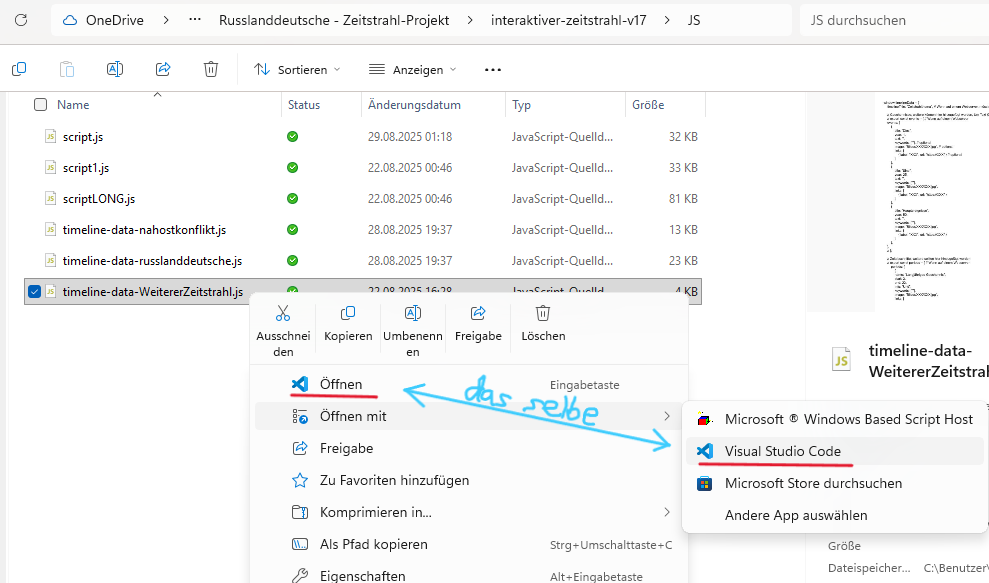 OneDrive
...
Russlanddeutsche - Zeitstrahl-Projekt
interaktiver-zeitstrahl-v17
JS
JS durchsuchen
Sortieren
Anzeigen
Name
Status
Änderungsdatum
Typ
Größe
script.js 29.08.2025 01:18 JavaScript-Quelld... 32 KB
script1.js 22.08.2025 00:46 JavaScript-Quelld... 33 KB
scriptLONG.js 22.08.2025 00:46 JavaScript-Quelld... 81 KB
timeline-data-nahostkonflikt.js 28.08.2025 19:37 JavaScript-Quelld... 13 KB
timeline-data-russlanddeutsche.js 28.08.2025 19:37 JavaScript-Quelld... 23 KB
timeline-data-WeitererZeitstrahl.js 22.08.2025 16:28 JavaScript-Quelld... 4 KB
Ausschnei
den
Kopieren
Umbenenn
en
Freigabe
Löschen
Öffnen Eingabetaste
das selbe
Öffnen mit
Freigabe
Zu Favoriten hinzufügen
Komprimieren in...
Als Pfad kopieren Strg+Umschalttaste+C
Eigenschaften Alt+Eingabetaste
Microsoft ® Windows Based Script Host
Visual Studio Code
Microsoft Store durchsuchen
Andere App auswählen
JS
timeline-data-
WeitererZeitstrahl
Größe
Dateispeicher... C:\Benutzer\